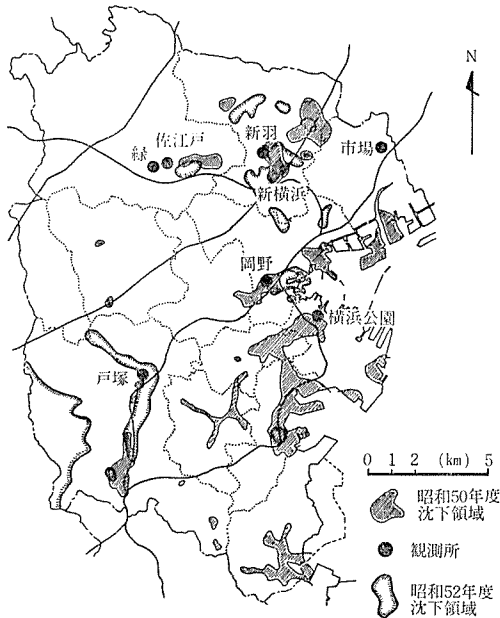 N
佐江戸
緑
新羽
市場
新横浜
岡野
横浜公園
戸塚
0 1 2 (km) 5
昭和50年度
沈下領域
観測所
昭和52年度
沈下領域